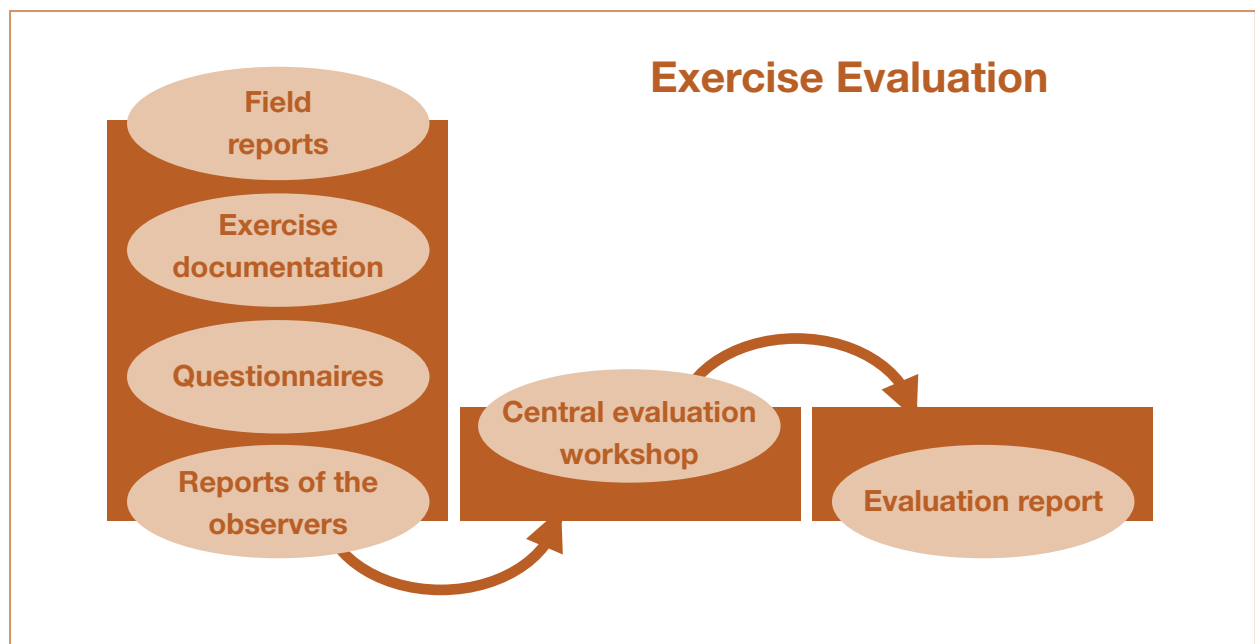 Exercise Evaluation
Field
reports
Exercise
documentation
Questionnaires
Reports of the
observers
Central evaluation
workshop
Evaluation report